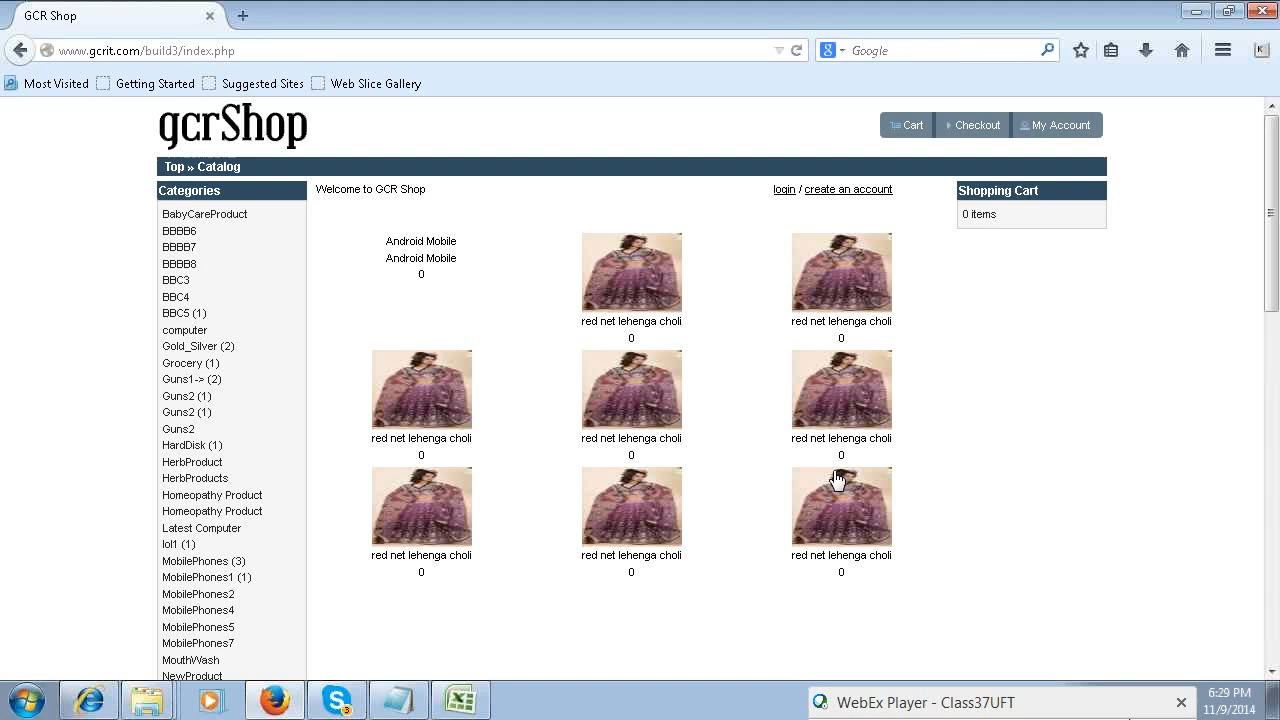 GCR Shop
www.gcrit.com/build3/index.php
Google
Most Visited Getting Started Suggested Sites Web Slice Gallery
gcrShop
Cart Checkout My Account
Top » Catalog
Categories
BabyCareProduct
BBBB6
BBBB7
BBBB8
BBC3
BBC4
BBC5 (1)
computer
Gold_Silver (2)
Grocery (1)
Guns1-> (2)
Guns2 (1)
Guns2 (1)
Guns2
HardDisk (1)
HerbProduct
HerbProducts
Homeopathy Product
Homeopathy Product
Latest Computer
lol1 (1)
MobilePhones (3)
MobilePhones1 (1)
MobilePhones2
MobilePhones4
MobilePhones5
MobilePhones7
MouthWash
NewProduct
Welcome to GCR Shop
login / create an account
Android Mobile
Android Mobile
0
red net lehenga choli
0
red net lehenga choli
0
red net lehenga choli
0
red net lehenga choli
0
red net lehenga choli
0
red net lehenga choli
0
red net lehenga choli
0
red net lehenga choli
0
Shopping Cart
0 items
WebEx Player - Class37UFT
6:29 PM
11/9/2014